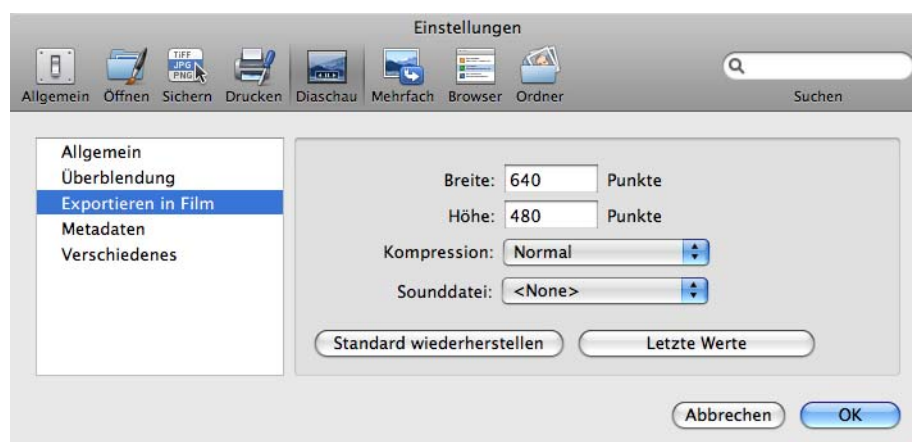 Einstellungen
TIFF
JPG
PNG
Allgemein Öffnen Sichern Drucken Diaschau Mehrfach Browser Ordner Suchen
Allgemein
Überblendung
Exportieren in Film
Metadaten
Verschiedenes
Breite: 640 Punkte
Höhe: 480 Punkte
Kompression: Normal
Sounddatei: <None>
Standard wiederherstellen Letzte Werte
Abbrechen OK